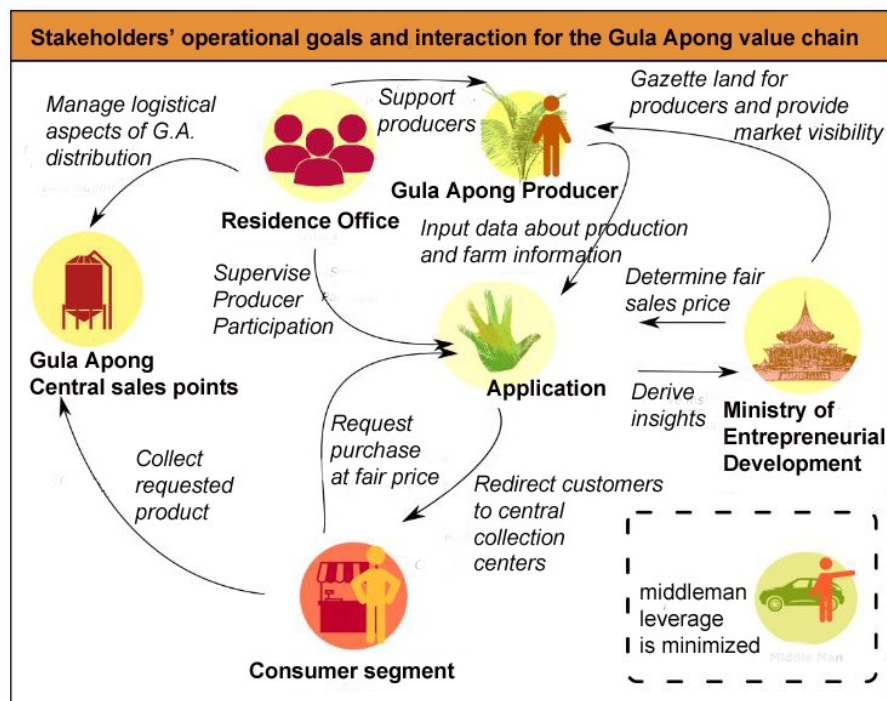 Stakeholders' operational goals and interaction for the Gula Apong value chain
Manage logistical
aspects of G.A.
distribution
Support
producers
Gazette land for
producers and provide
market visibility
Residence Office
Gula Apong Producer
Input data about production
and farm information
Supervise
Producer
Participation
Determine fair
sales price
Gula Apong
Central sales points
Application
Derive
insights
Ministry of
Entrepreneurial
Development
Collect
requested
product
Request
purchase
at fair price
Redirect customers
to central
collection
centers
Consumer segment
middleman
leverage
is minimized
Middle Man